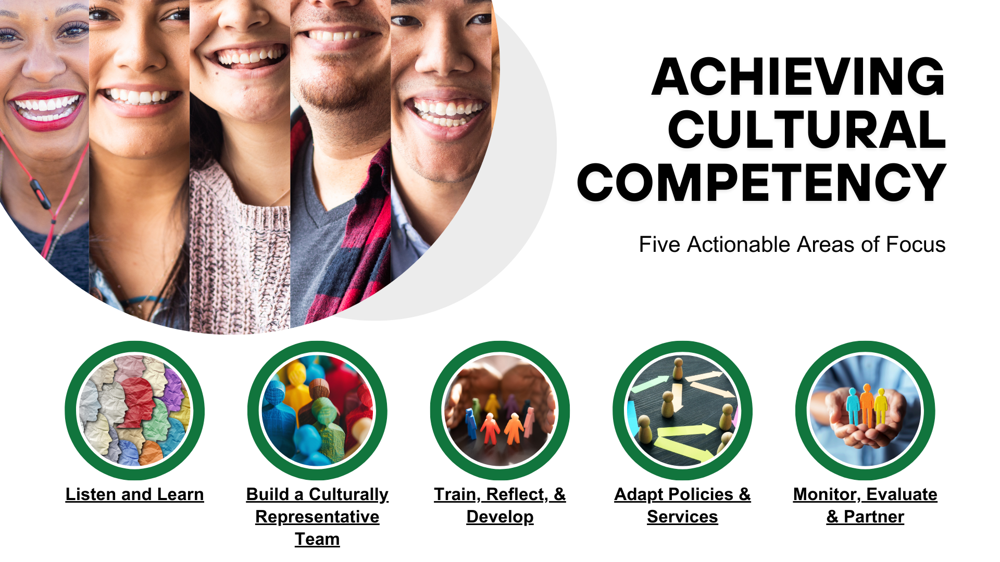 ACHIEVING
CULTURAL
COMPETENCY
Five Actionable Areas of Focus
Listen and Learn
Build a Culturally
Representative
Team
Train, Reflect, &
Develop
Adapt Policies &
Services
Monitor, Evaluate
& Partner